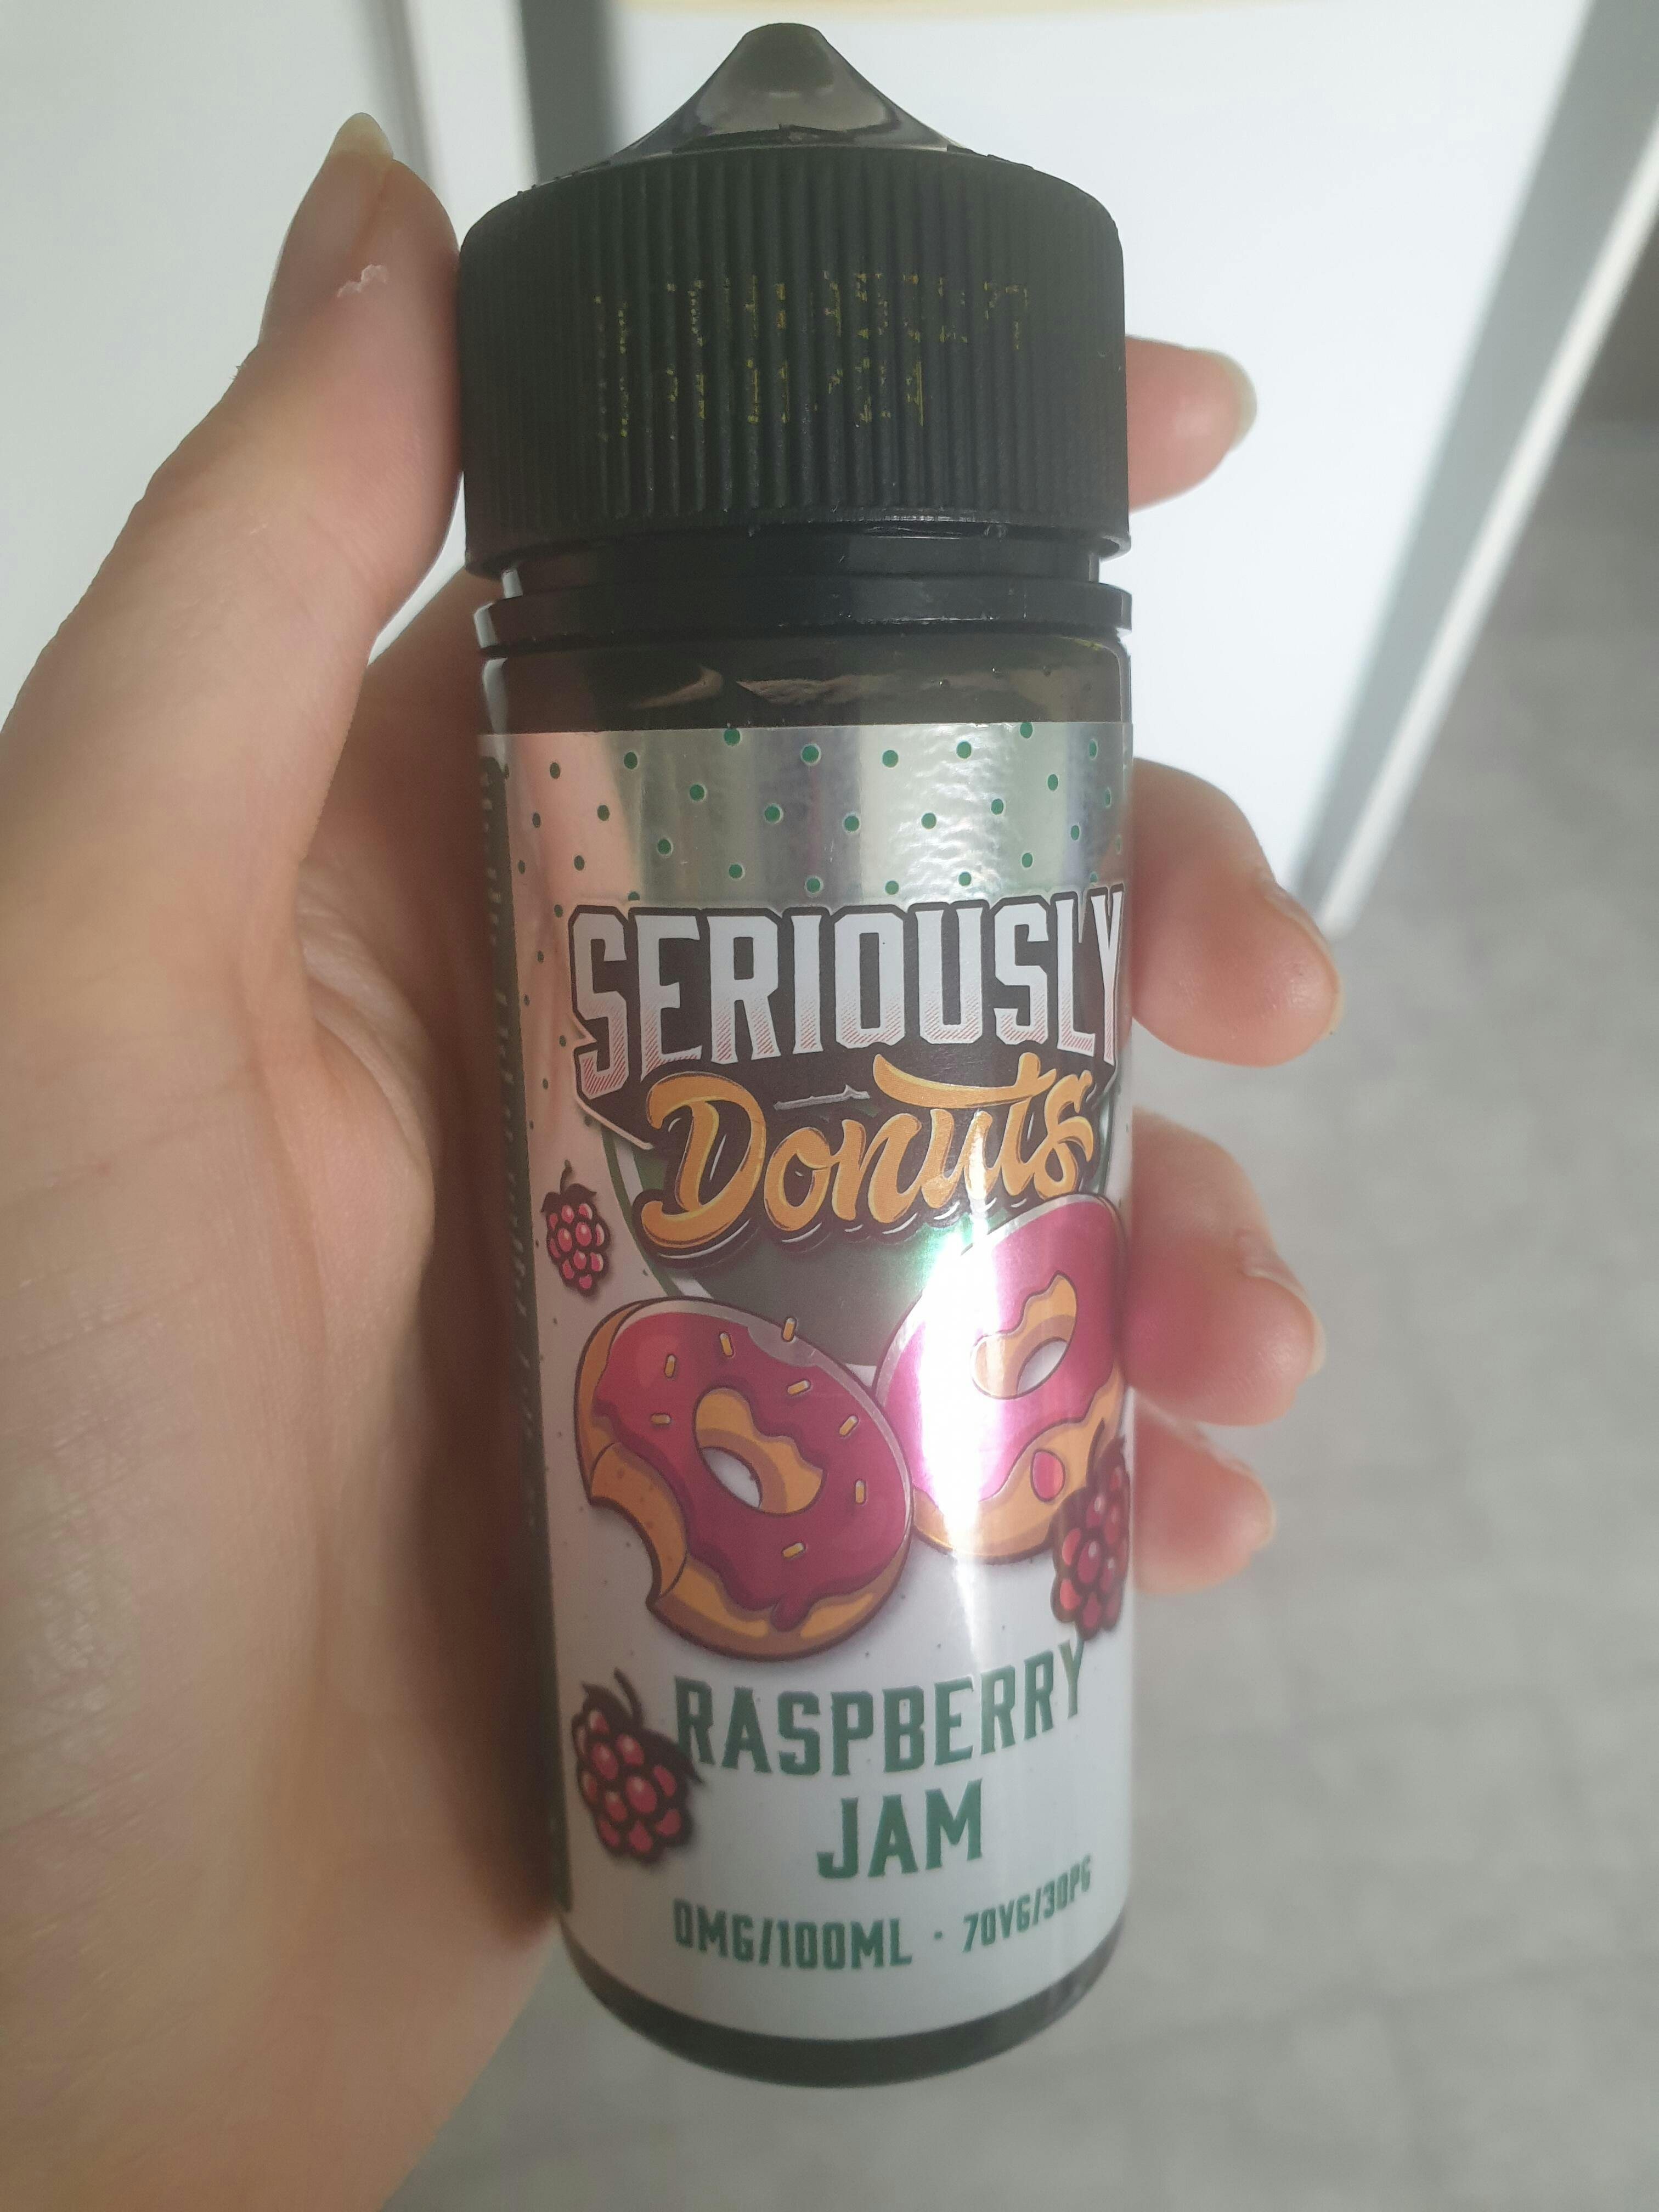 SERIOUSLY
Donuts
RASPBERRY
JAM
0MG/100ML · 70VG/30PG